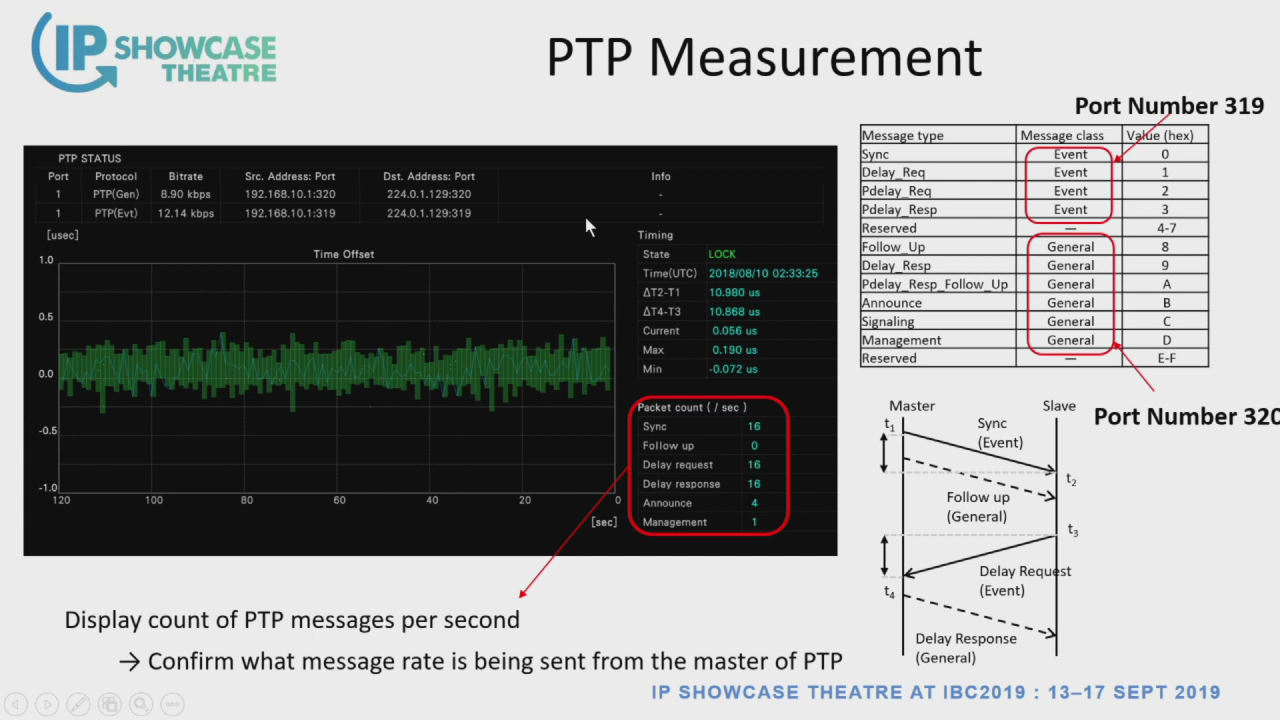 IP SHOWCASE
THEATRE
PTP Measurement
Port Number 319
PTP STATUS
Port Protocol Bitrate Src. Address: Port Dst. Address: Port Info
1 PTP(Gen) 8.90 kbps 192.168.10.1:320 224.0.1.129:320 -
1 PTP(Evt) 12.14 kbps 192.168.10.1:319 224.0.1.129:319 -
[usec]
Time Offset
1.0
0.5
0.0
-0.5
-1.0
120 100 80 60 40 20 0
[sec]
Timing
State LOCK
Time(UTC) 2018/08/10 02:33:25
ΔT2-T1 10.980 us
ΔT4-T3 10.868 us
Current 0.056 us
Max 0.190 us
Min -0.072 us
Packet count ( / sec )
Sync 16
Follow up 0
Delay request 16
Delay response 16
Announce 4
Management 1
Message type Message class Value (hex)
Sync Event 0
Delay_Req Event 1
Pdelay_Req Event 2
Pdelay_Resp Event 3
Reserved — 4-7
Follow_Up General 8
Delay_Resp General 9
Pdelay_Resp_Follow_Up General A
Announce General B
Signaling General C
Management General D
Reserved — E-F
Port Number 320
Master Slave
t1
Sync
(Event)
t2
Follow up
(General)
t3
Delay Request
(Event)
t4
Delay Response
(General)
Display count of PTP messages per second
→ Confirm what message rate is being sent from the master of PTP
IP SHOWCASE THEATRE AT IBC2019 : 13–17 SEPT 2019